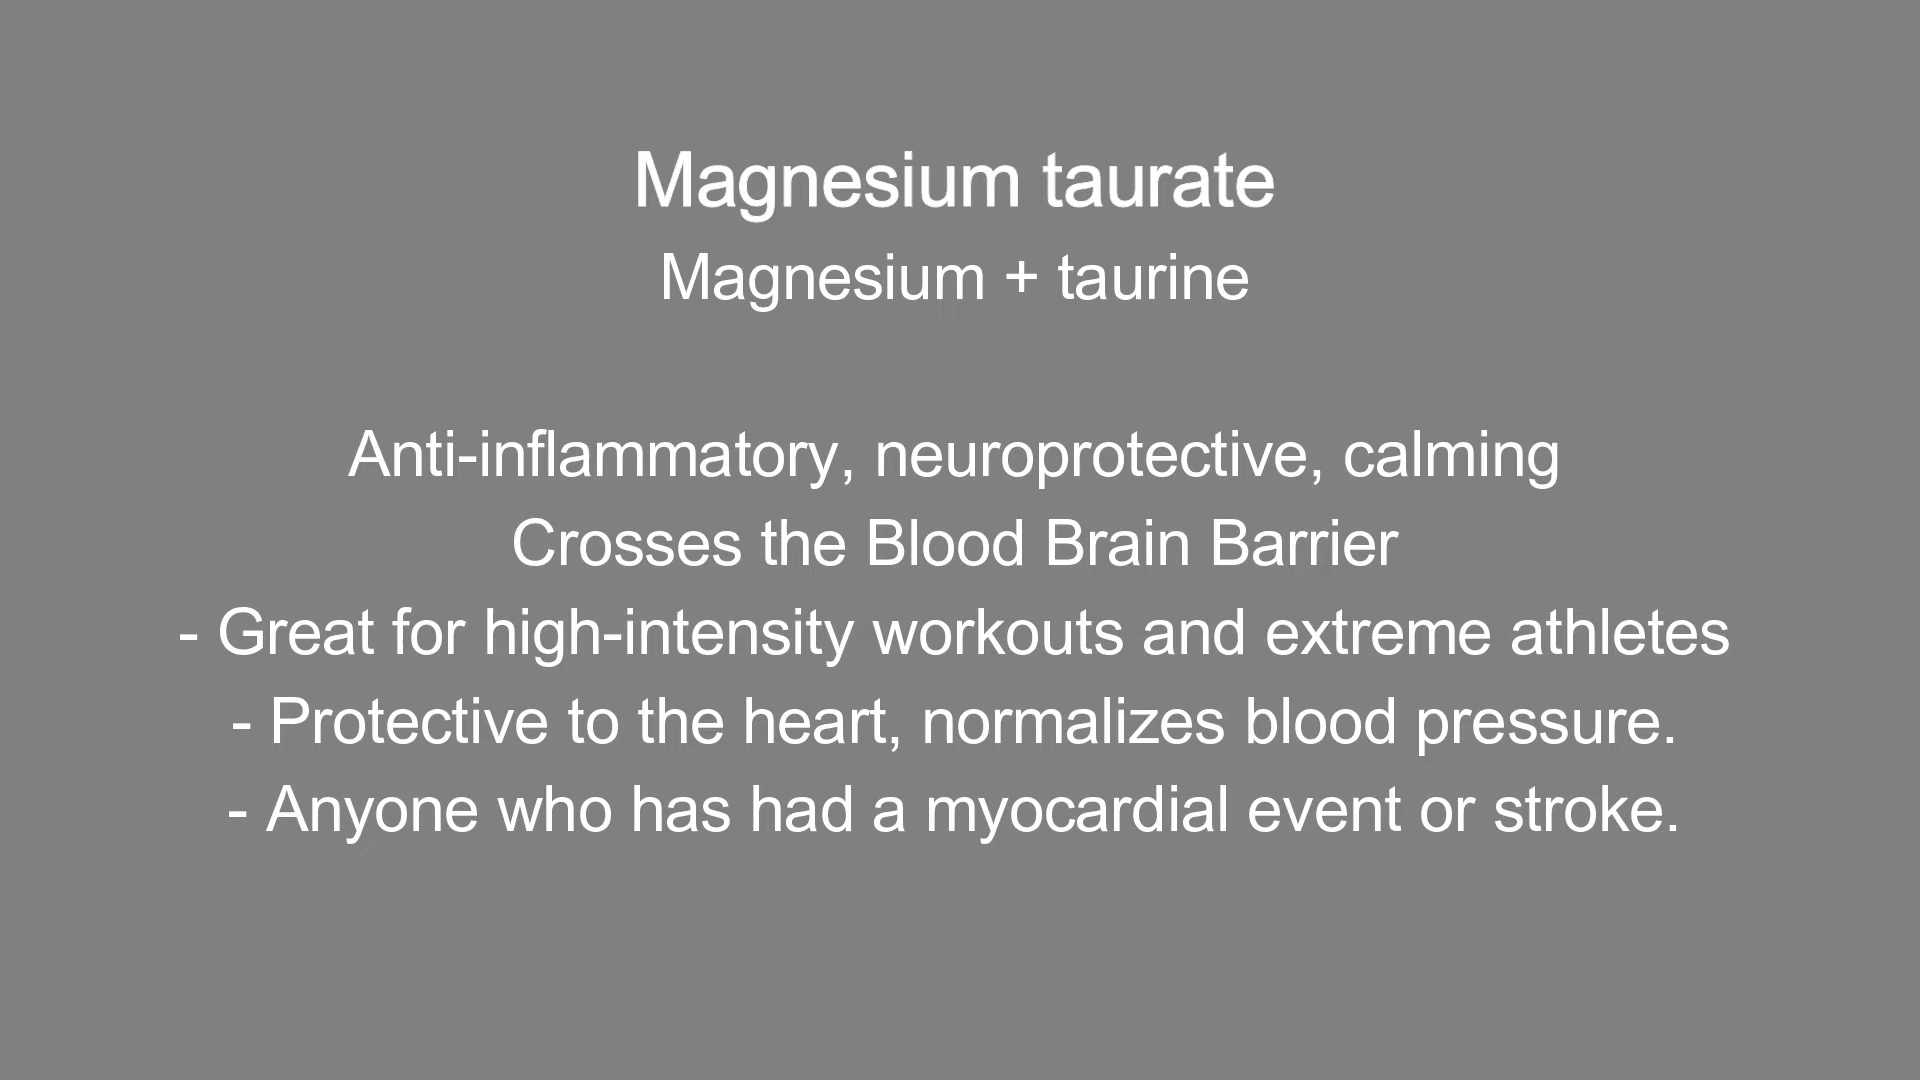 Magnesium taurate
Magnesium + taurine
Anti-inflammatory, neuroprotective, calming
Crosses the Blood Brain Barrier
- Great for high-intensity workouts and extreme athletes
- Protective to the heart, normalizes blood pressure.
- Anyone who has had a myocardial event or stroke.